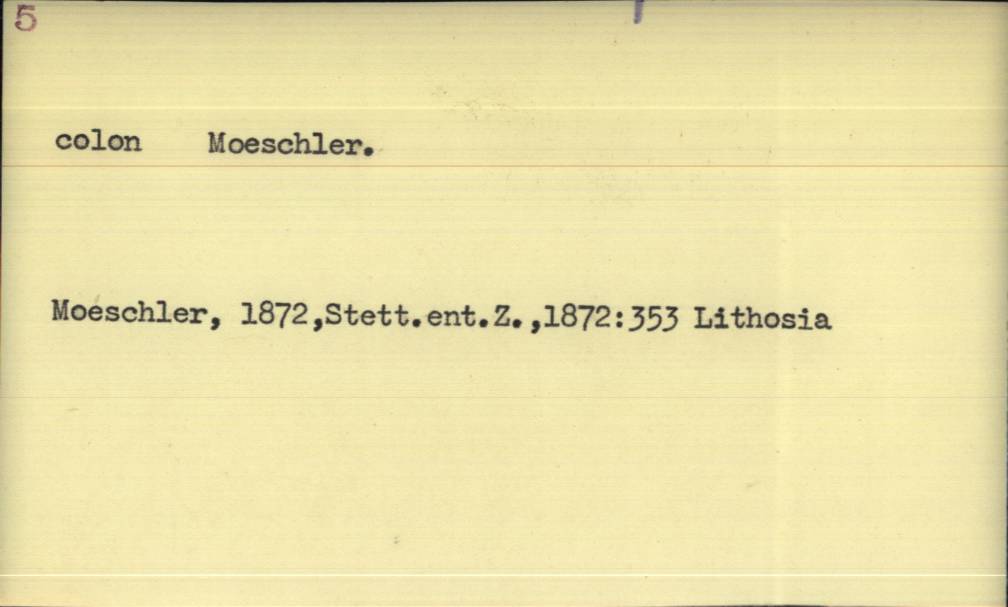 5
colon Moeschler.
Moeschler, 1872,Stett.ent.Z.,1872:353 Lithosia